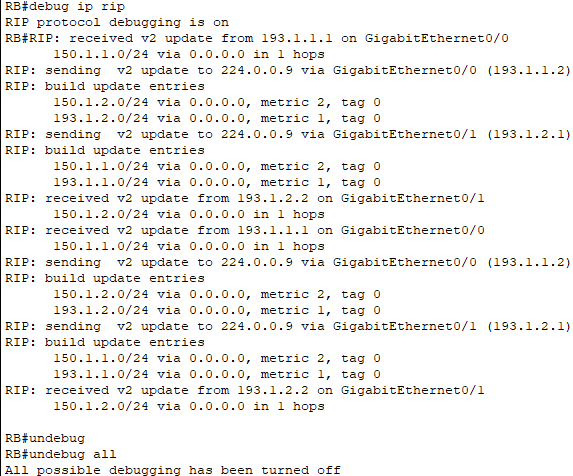 RB#debug ip rip
RIP protocol debugging is on
RB#RIP: received v2 update from 193.1.1.1 on GigabitEthernet0/0
      150.1.1.0/24 via 0.0.0.0 in 1 hops
RIP: sending  v2 update to 224.0.0.9 via GigabitEthernet0/0 (193.1.1.2)
RIP: build update entries
      150.1.2.0/24 via 0.0.0.0, metric 2, tag 0
      193.1.2.0/24 via 0.0.0.0, metric 1, tag 0
RIP: sending  v2 update to 224.0.0.9 via GigabitEthernet0/1 (193.1.2.1)
RIP: build update entries
      150.1.1.0/24 via 0.0.0.0, metric 2, tag 0
      193.1.1.0/24 via 0.0.0.0, metric 1, tag 0
RIP: received v2 update from 193.1.2.2 on GigabitEthernet0/1
      150.1.2.0/24 via 0.0.0.0 in 1 hops
RIP: received v2 update from 193.1.1.1 on GigabitEthernet0/0
      150.1.1.0/24 via 0.0.0.0 in 1 hops
RIP: sending  v2 update to 224.0.0.9 via GigabitEthernet0/0 (193.1.1.2)
RIP: build update entries
      150.1.2.0/24 via 0.0.0.0, metric 2, tag 0
      193.1.2.0/24 via 0.0.0.0, metric 1, tag 0
RIP: sending  v2 update to 224.0.0.9 via GigabitEthernet0/1 (193.1.2.1)
RIP: build update entries
      150.1.1.0/24 via 0.0.0.0, metric 2, tag 0
      193.1.1.0/24 via 0.0.0.0, metric 1, tag 0
RIP: received v2 update from 193.1.2.2 on GigabitEthernet0/1
      150.1.2.0/24 via 0.0.0.0 in 1 hops

RB#undebug
RB#undebug all
All possible debugging has been turned off